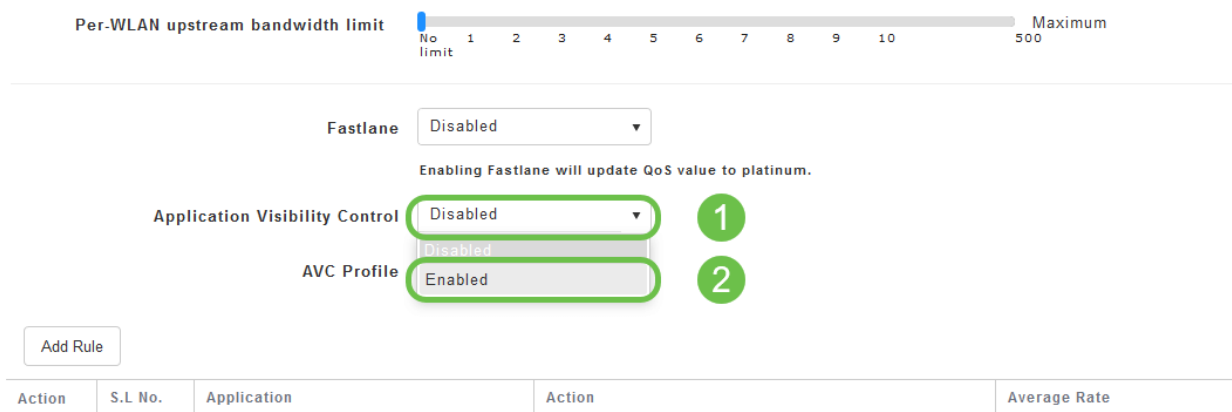 Per-WLAN upstream bandwidth limit
Maximum
No limit 1 2 3 4 5 6 7 8 9 10 500
Fastlane Disabled
Enabling Fastlane will update QoS value to platinum.
Application Visibility Control Disabled 1
Disabled
AVC Profile Enabled 2
Add Rule
Action S.L No. Application Action Average Rate